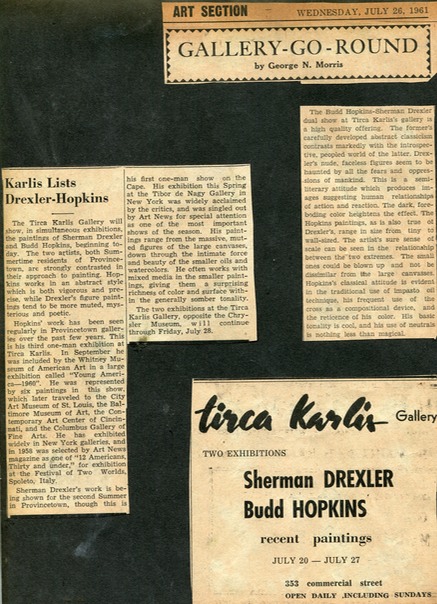 ART SECTION WEDNESDAY, JULY 26, 1961
GALLERY-GO-ROUND
by George N. Morris
The Budd Hopkins-Sherman Drexler
dual show at Tirca Karlis's gallery is
a high quality offering. The former's
carefully developed abstract classicism
contrasts markedly with the introspec-
tive, peopled world of the latter. Drex-
ler's nude, faceless figures seem to be
haunted by all the fears and oppres-
sions of mankind. This is a semi-
literary attitude which produces im-
ages suggesting human relationships
of action and reaction. The dark, fore-
boding color heightens the effect. The
Hopkins paintings, as is also true of
Drexler's, range in size from tiny to
wall-sized. The artist's sure sense of
scale can be seen in the relationship
between the two extremes. The small
ones could be blown up and not be
dissimilar from the large canvases.
Hopkins's classical attitude is evident
in the traditional use of impasto oil
technique, his frequent use of the
cross as a compositional device, and
the reticence of his color. His basic
tonality is cool, and his use of neutrals
is nothing less than magical.
Karlis Lists
Drexler-Hopkins
The Tirca Karlis Gallery will
show, in simultaneous exhibitions,
the paintings of Sherman Drexler
and Budd Hopkins, beginning to-
day. The two artists, both Sum-
mertime residents of Province-
town, are strongly contrasted in
their approach to painting. Hop-
kins works in an abstract style
which is both vigorous and pre-
cise, while Drexler's figure paint-
ings tend to be more muted, mys-
terious and poetic.
Hopkins' work has been seen
regularly in Provincetown galler-
ies over the past few years. This
is his third one-man exhibition at
Tirca Karlis. In September he
was included by the Whitney Mu-
seum of American Art in a large
exhibition called "Young Ameri-
ca—1960". He was represented
by six paintings in this show,
which later traveled to the City
Art Museum of St. Louis, the Bal-
timore Museum of Art, the Con-
temporary Art Center of Cincin-
nati, and the Columbus Gallery of
Fine Arts. He has exhibited
widely in New York galleries, and
in 1958 was selected by Art News
magazine as one of "12 Americans,
Thirty and under," for exhibition
at the Festival of Two Worlds,
Spoleto, Italy.
Sherman Drexler's work is be-
ing shown for the second Summer
in Provincetown, though this is
his first one-man show on the
Cape. His exhibition this Spring
at the Tibor de Nagy Gallery in
New York was widely acclaimed
by the critics, and was singled out
by Art News for special attention
as one of the most important
shows of the season. His paint-
ings range from the massive, mut-
ed figures of the large canvases,
down through the intimate force
and beauty of the smaller oils and
watercolors. He often works with
mixed media in the smaller paint-
ings, giving them a surprising
richness of color and surface with-
in the generally somber tonality.
The two exhibitions at the Tirca
Karlis Gallery, opposite the Chry-
sler Museum, will continue
through Friday, July 28.
tirca Karlis Gallery
TWO EXHIBITIONS
Sherman DREXLER
Budd HOPKINS
recent paintings
JULY 20 — JULY 27
353 commercial street
OPEN DAILY INCLUDING SUNDAYS